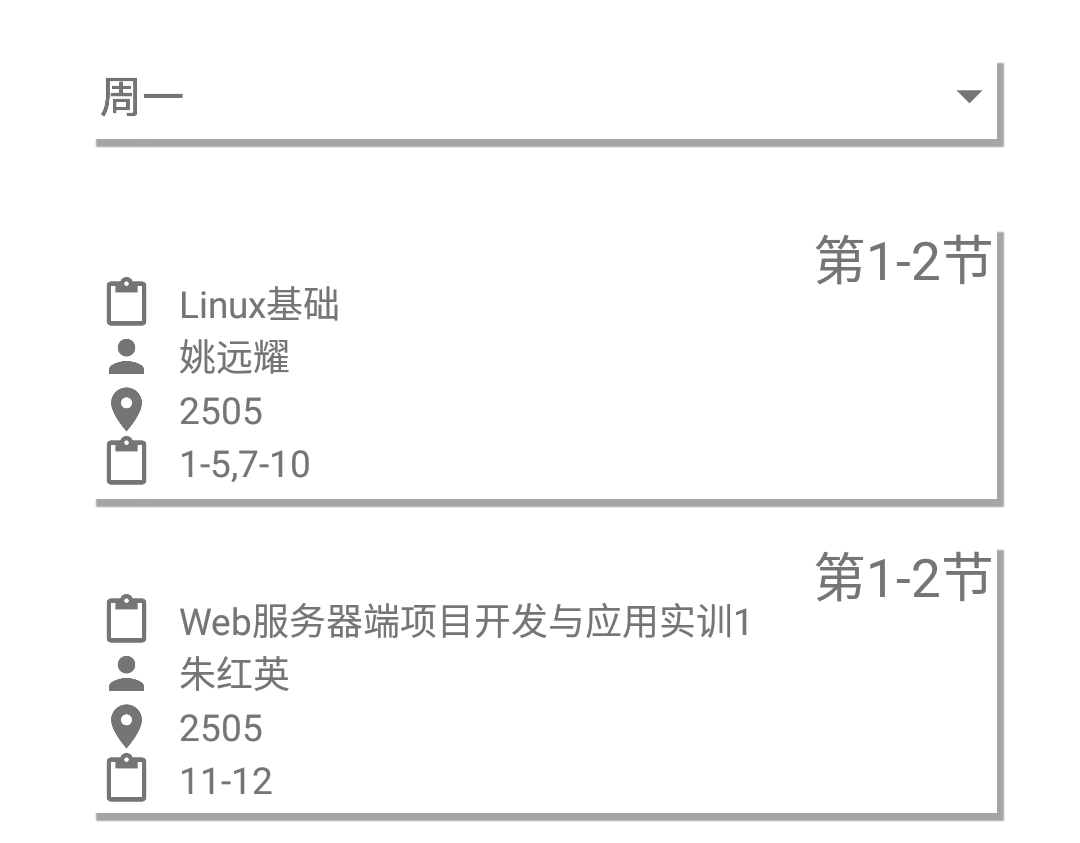 周一
第1-2节
Linux基础
姚远耀
2505
1-5,7-10
第1-2节
Web服务器端项目开发与应用实训1
朱红英
2505
11-12